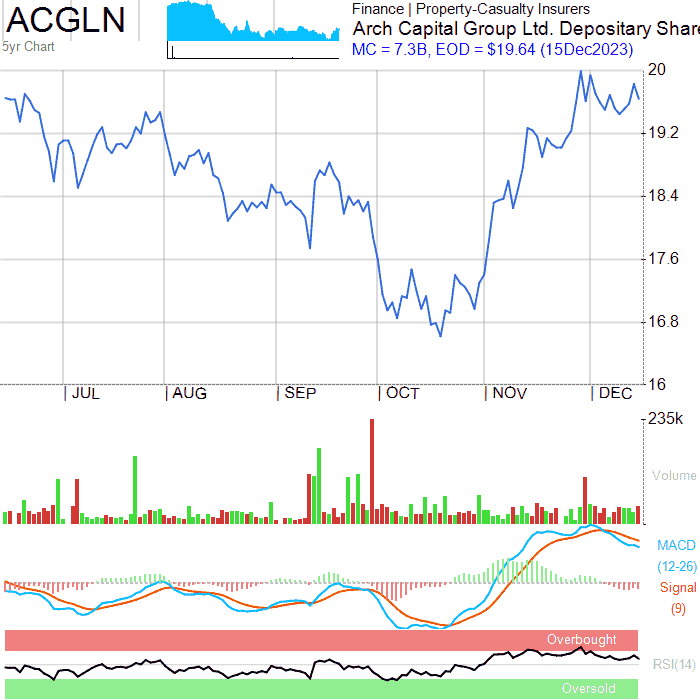 ACGLN
5yr Chart
Finance | Property-Casualty Insurers
Arch Capital Group Ltd. Depositary Share
MC = 7.3B, EOD = $19.64 (15Dec2023)
20
19.2
18.4
17.6
16.8
16
JUL AUG SEP OCT NOV DEC
235k
Volume
MACD
(12-26)
Signal
(9)
Overbought
RSI(14)
Oversold